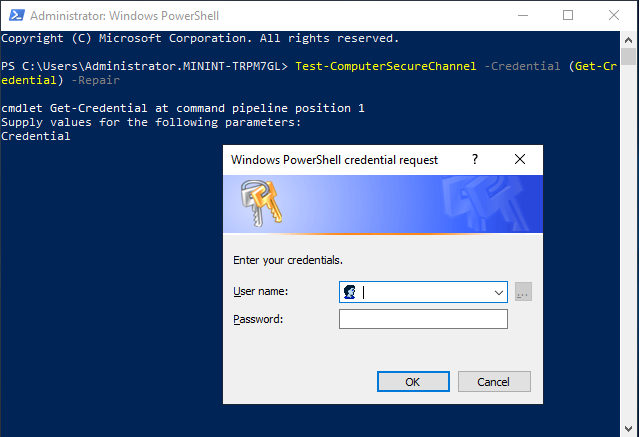 Administrator: Windows PowerShell
Copyright (C) Microsoft Corporation. All rights reserved.
PS C:\Users\Administrator.MININT-TRPM7GL> Test-ComputerSecureChannel -Credential (Get-Cr
edential) -Repair
cmdlet Get-Credential at command pipeline position 1
Supply values for the following parameters:
Credential
Windows PowerShell credential request
Enter your credentials.
User name:
...
Password:
OK
Cancel